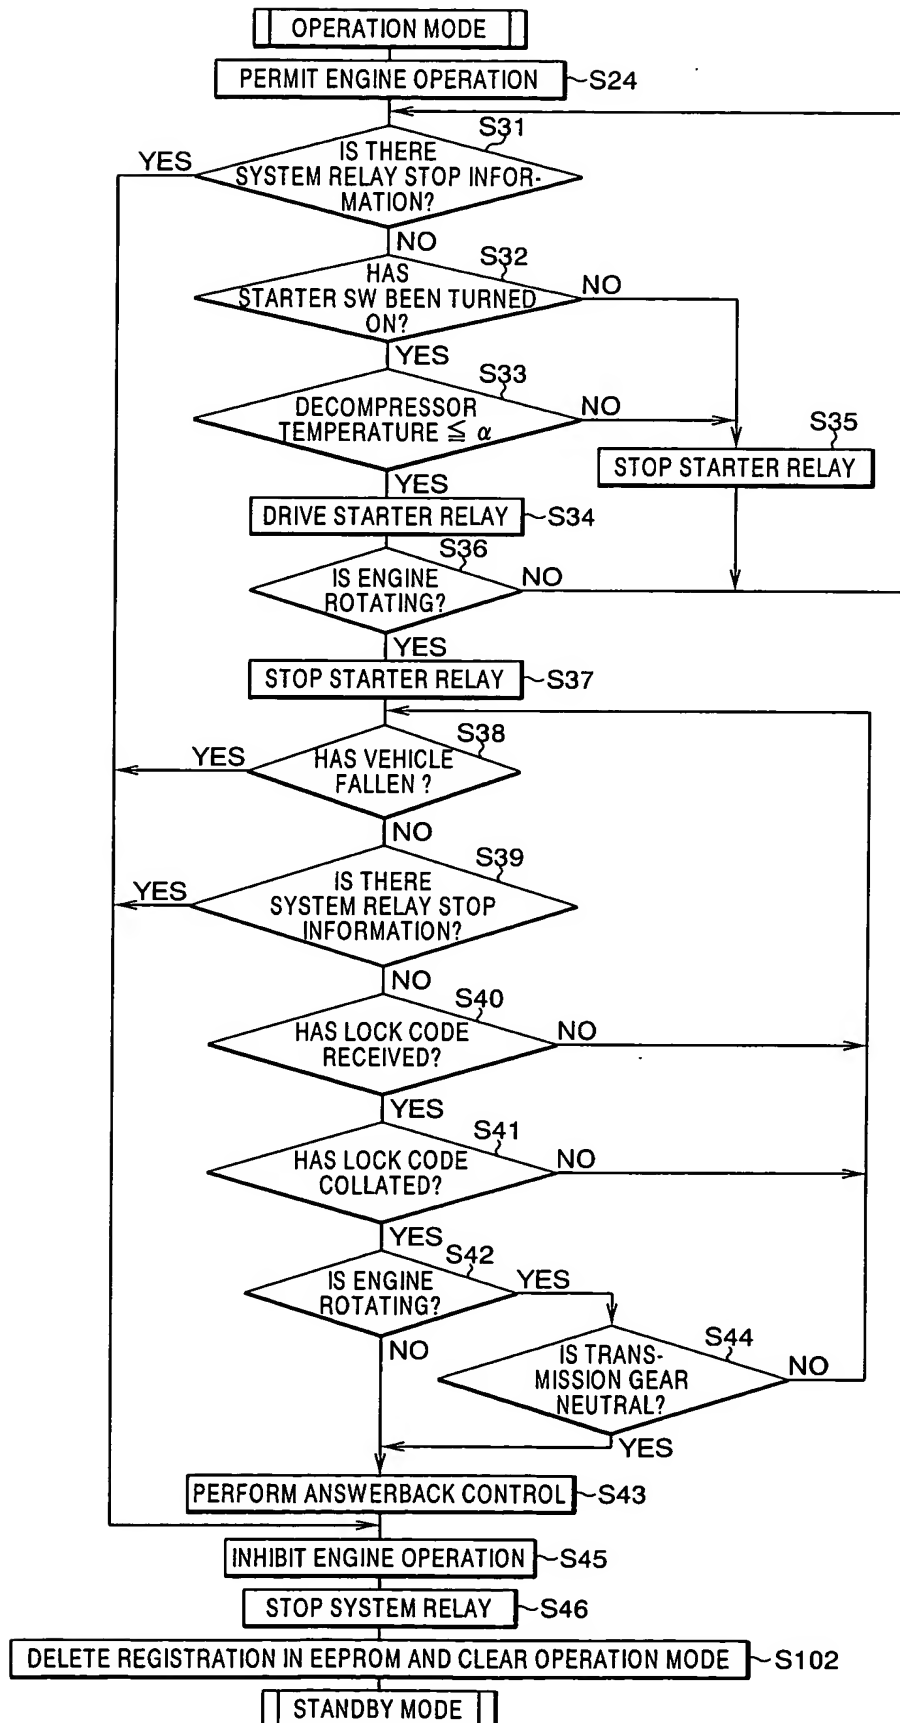 OPERATION MODE
PERMIT ENGINE OPERATION
S24
S31
YES
IS THERE
SYSTEM RELAY STOP INFOR-
MATION?
NO
S32
HAS
STARTER SW BEEN TURNED
ON?
NO
YES
S33
DECOMPRESSOR
TEMPERATURE ≦ α
NO
S35
STOP STARTER RELAY
YES
DRIVE STARTER RELAY
S34
S36
IS ENGINE
ROTATING?
NO
YES
STOP STARTER RELAY
S37
S38
YES
HAS VEHICLE
FALLEN ?
NO
S39
YES
IS THERE
SYSTEM RELAY STOP
INFORMATION?
NO
S40
HAS LOCK CODE
RECEIVED?
NO
YES
S41
HAS LOCK CODE
COLLATED?
NO
YES
S42
IS ENGINE
ROTATING?
YES
NO
S44
IS TRANS-
MISSION GEAR
NEUTRAL?
NO
YES
PERFORM ANSWERBACK CONTROL
S43
INHIBIT ENGINE OPERATION
S45
STOP SYSTEM RELAY
S46
DELETE REGISTRATION IN EEPROM AND CLEAR OPERATION MODE
S102
STANDBY MODE